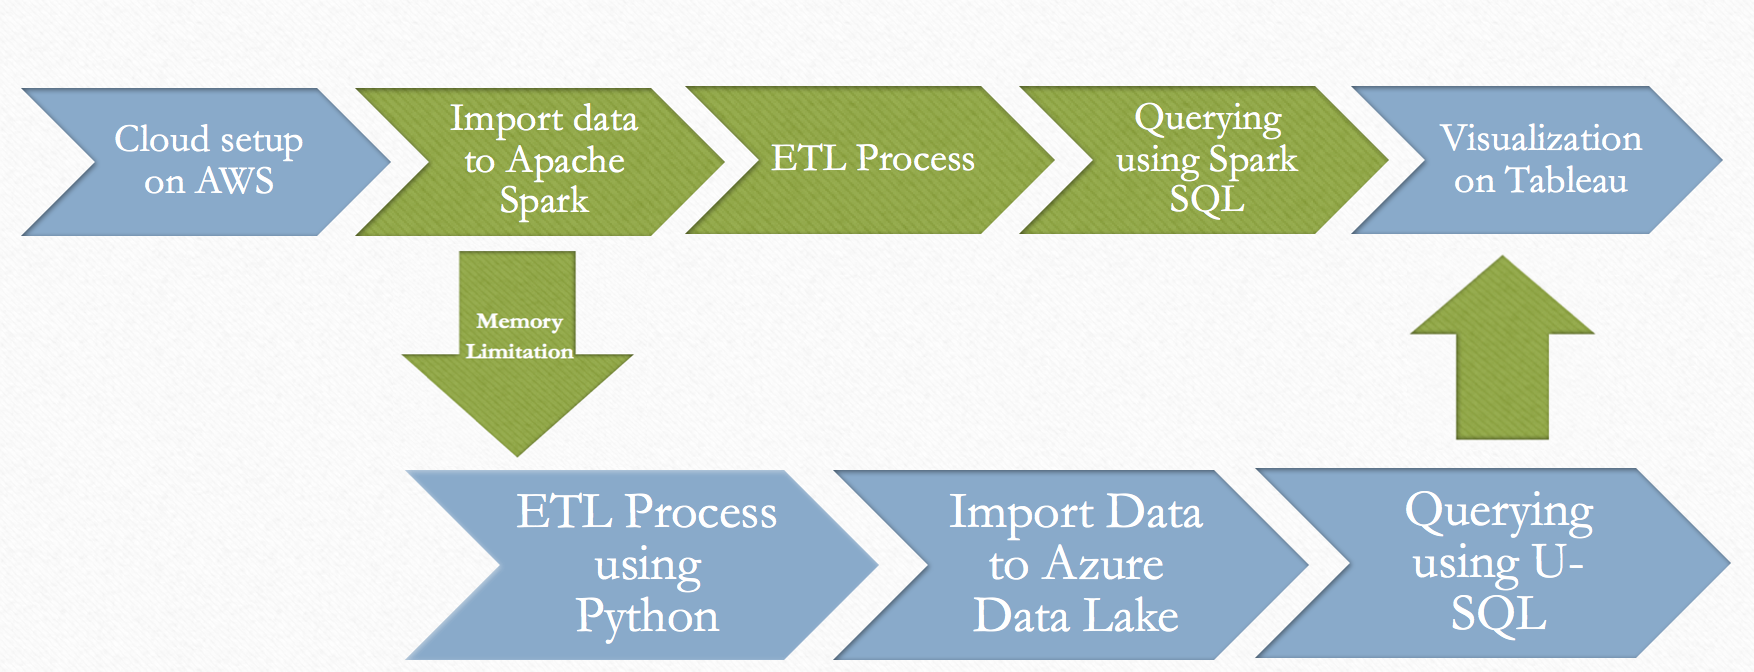 Cloud setup
on AWS
Import data
to Apache
Spark
ETL Process
Querying
using Spark
SQL
Visualization
on Tableau
Memory
Limitation
ETL Process
using
Python
Import Data
to Azure
Data Lake
Querying
using U-
SQL